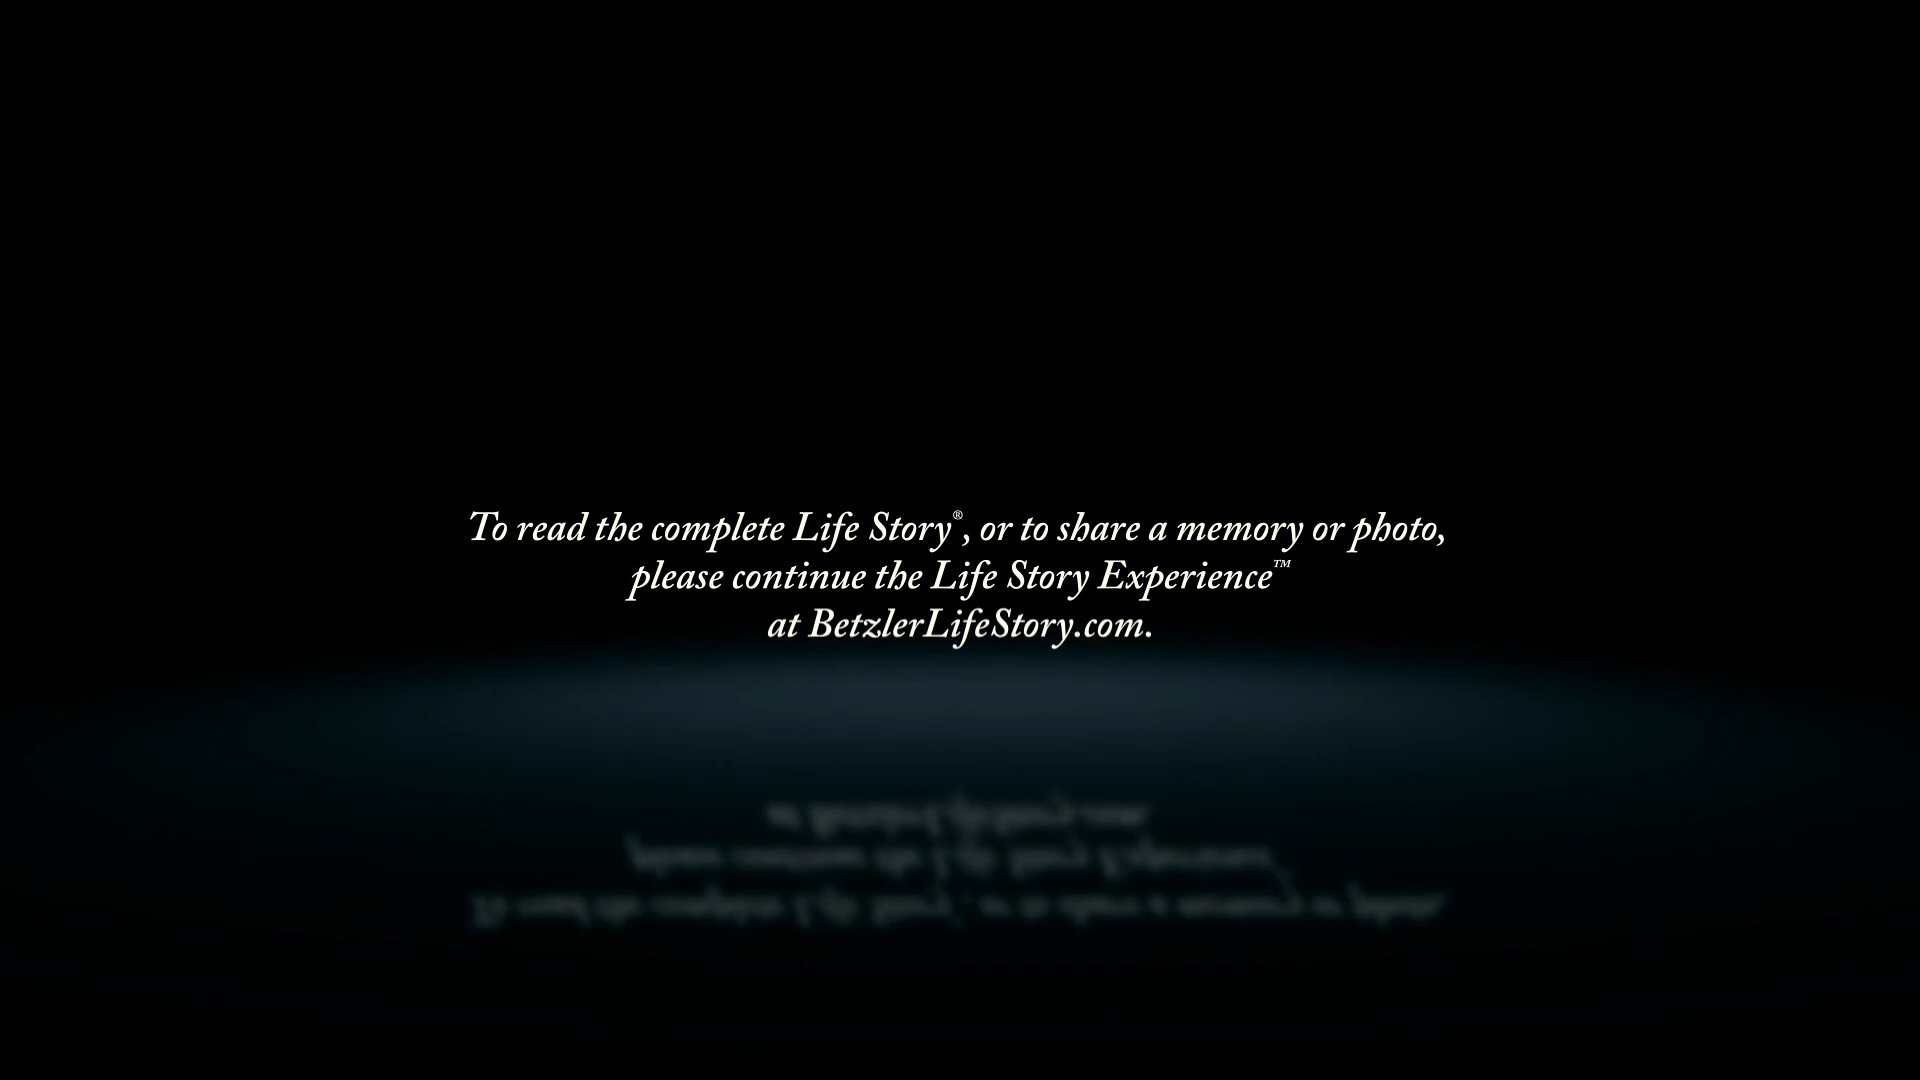 To read the complete Life Story®, or to share a memory or photo,
please continue the Life Story Experience™
at BetzlerLifeStory.com.